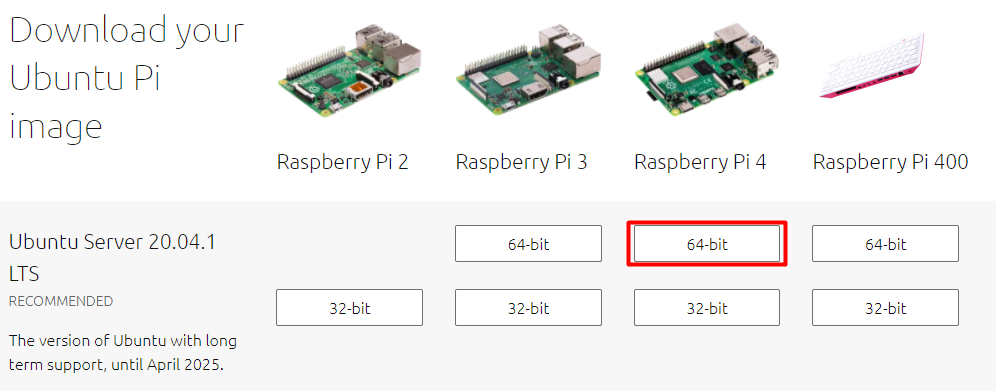 Download your
Ubuntu Pi
image
Raspberry Pi 2
Raspberry Pi 3
Raspberry Pi 4
Raspberry Pi 400
Ubuntu Server 20.04.1
LTS
RECOMMENDED
The version of Ubuntu with long
term support, until April 2025.
64-bit
64-bit
64-bit
32-bit
32-bit
32-bit
32-bit